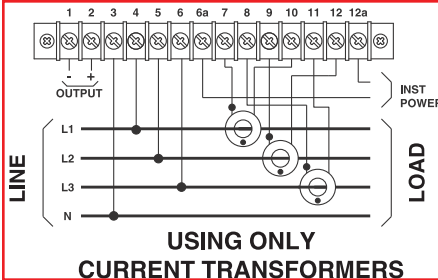 1 2 3 4 5 6 6a 7 8 9 10 11 12 12a
- +
OUTPUT
INST
POWER
LINE
L1
L2
L3
N
LOAD
USING ONLY
CURRENT TRANSFORMERS